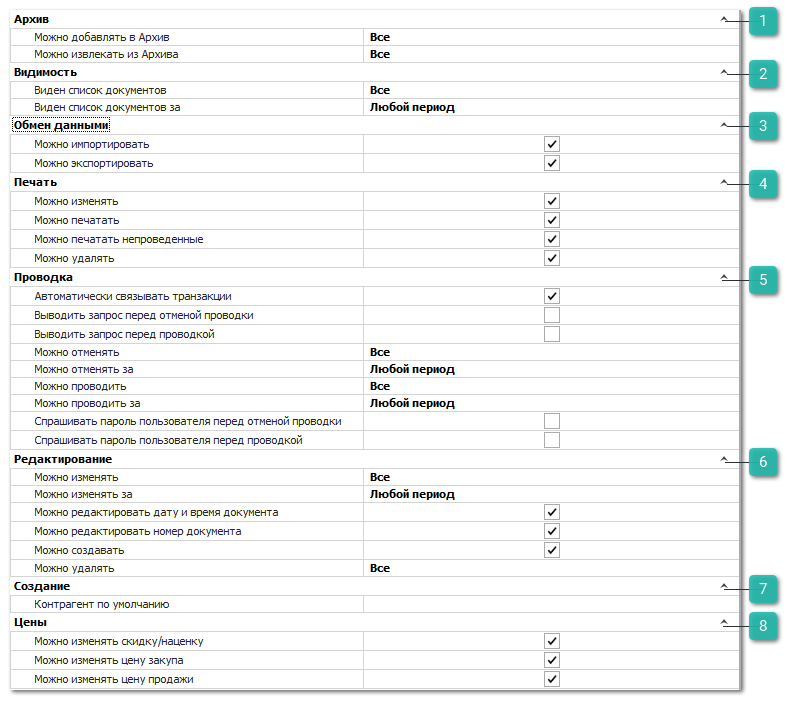 Архив 1
Можно добавлять в Архив Все
Можно извлекать из Архива Все
Видимость 2
Виден список документов Все
Виден список документов за Любой период
Обмен данными 3
Можно импортировать
Можно экспортировать
Печать 4
Можно изменять
Можно печатать
Можно печатать непроведенные
Можно удалять
Проводка 5
Автоматически связывать транзакции
Выводить запрос перед отменой проводки
Выводить запрос перед проводкой
Можно отменять Все
Можно отменять за Любой период
Можно проводить Все
Можно проводить за Любой период
Спрашивать пароль пользователя перед отменой проводки
Спрашивать пароль пользователя перед проводкой
Редактирование 6
Можно изменять Все
Можно изменять за Любой период
Можно редактировать дату и время документа
Можно редактировать номер документа
Можно создавать
Можно удалять Все
Создание 7
Контрагент по умолчанию
Цены 8
Можно изменять скидку/наценку
Можно изменять цену закупа
Можно изменять цену продажи